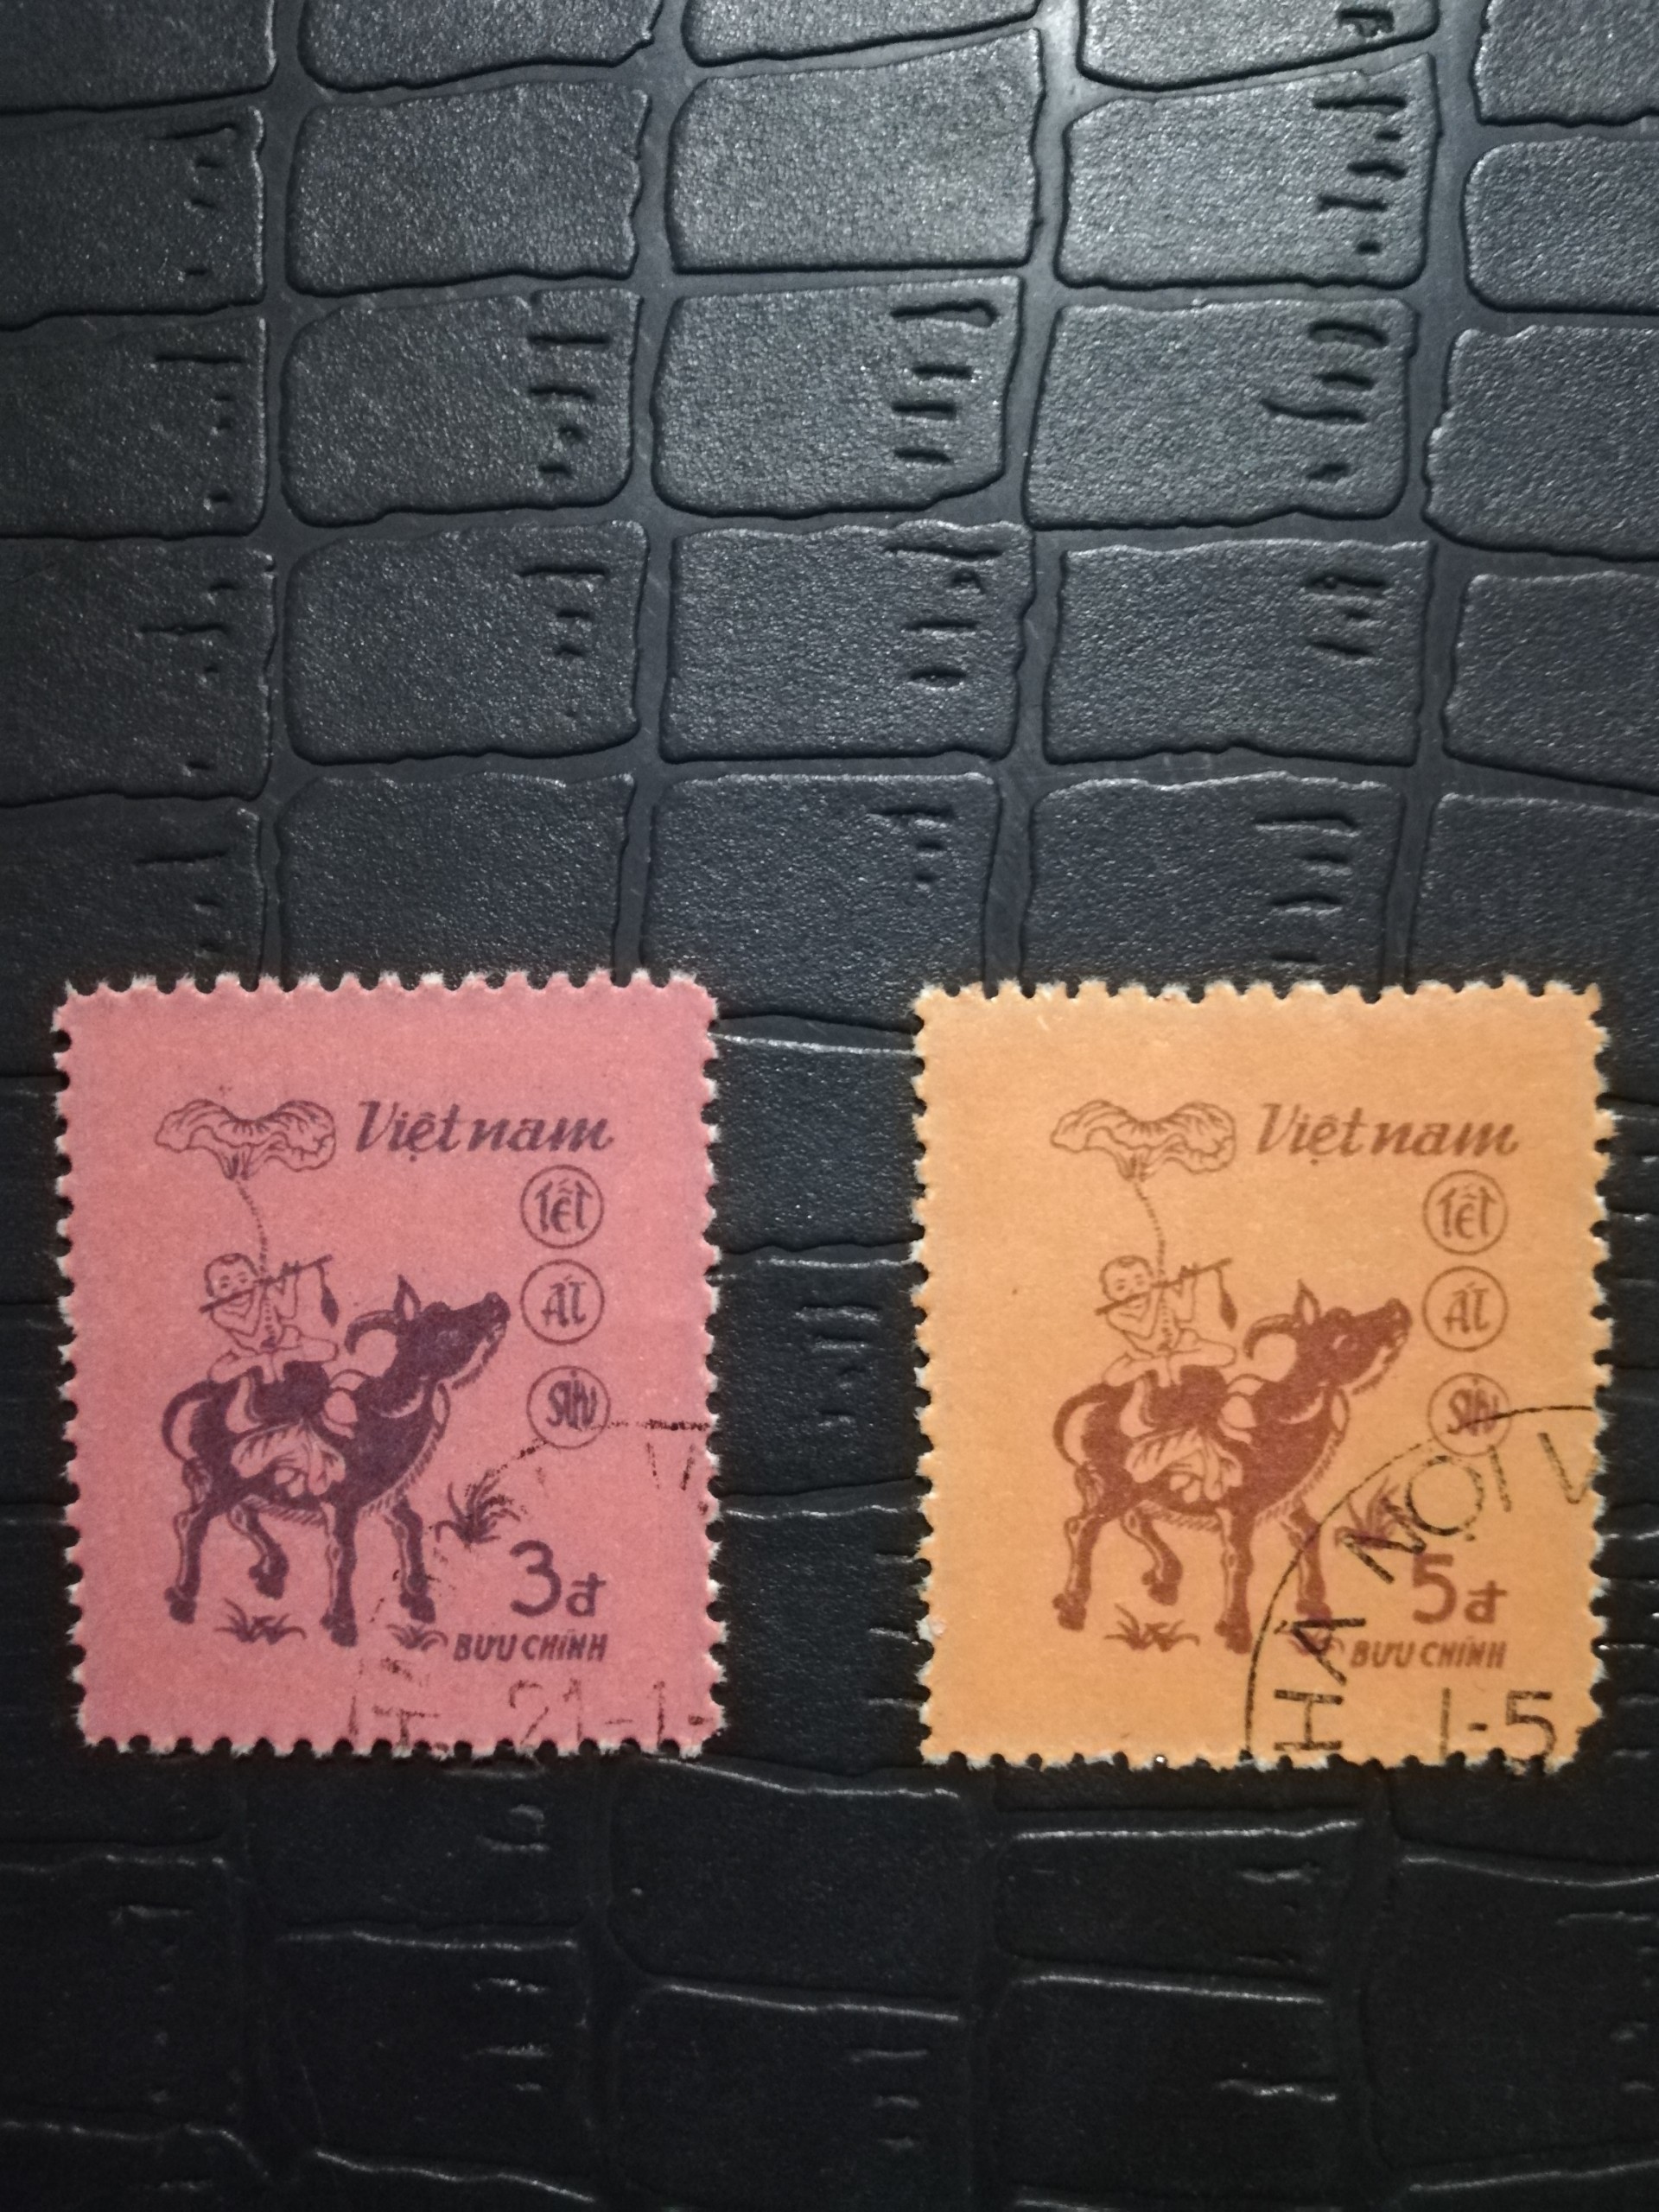 Việtnam
TẾT
ẤT
SỬU
3đ
BƯU CHÍNH
21-1-
Việtnam
TẾT
ẤT
SỬU
HÀ NỘI V
5đ
BƯU CHÍNH
1-5